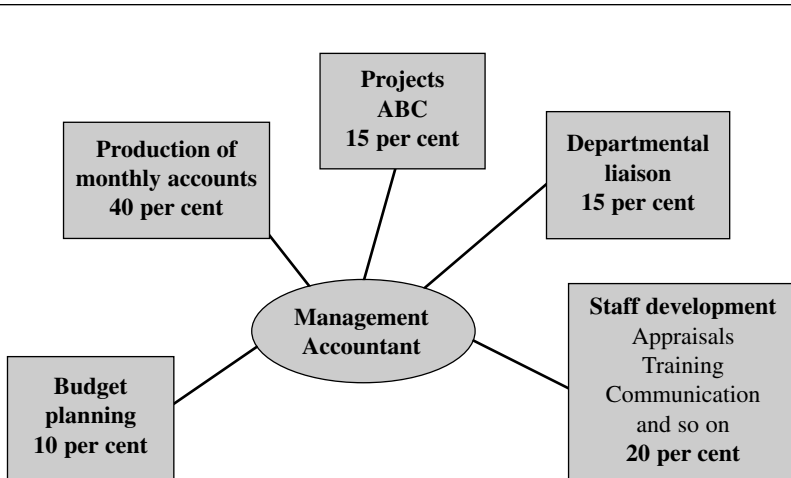 Projects
ABC
15 per cent
Production of
monthly accounts
40 per cent
Departmental
liaison
15 per cent
Management
Accountant
Staff development
Appraisals
Training
Communication
and so on
20 per cent
Budget
planning
10 per cent